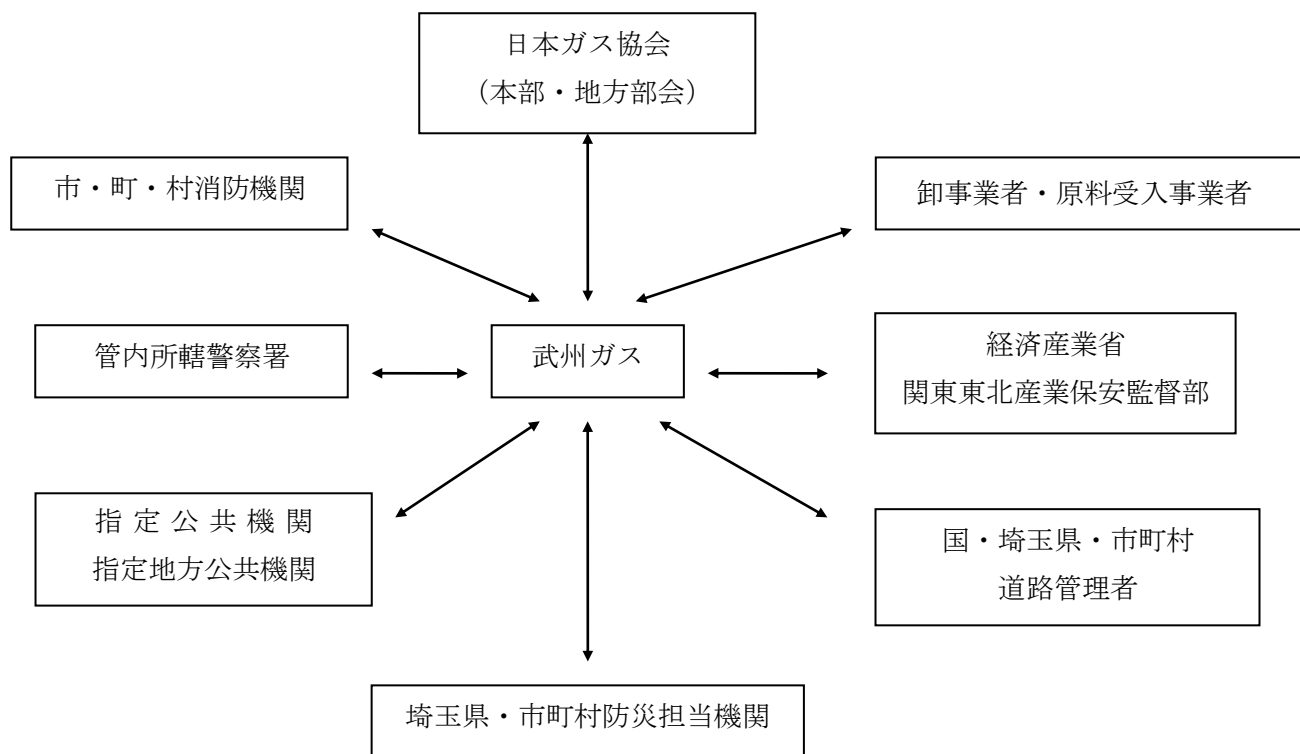 日本ガス協会
（本部・地方部会）
市・町・村消防機関
卸事業者・原料受入事業者
管内所轄警察署
武州ガス
経済産業省
関東東北産業保安監督部
指 定 公 共 機 関
指定地方公共機関
国・埼玉県・市町村
道路管理者
埼玉県・市町村防災担当機関